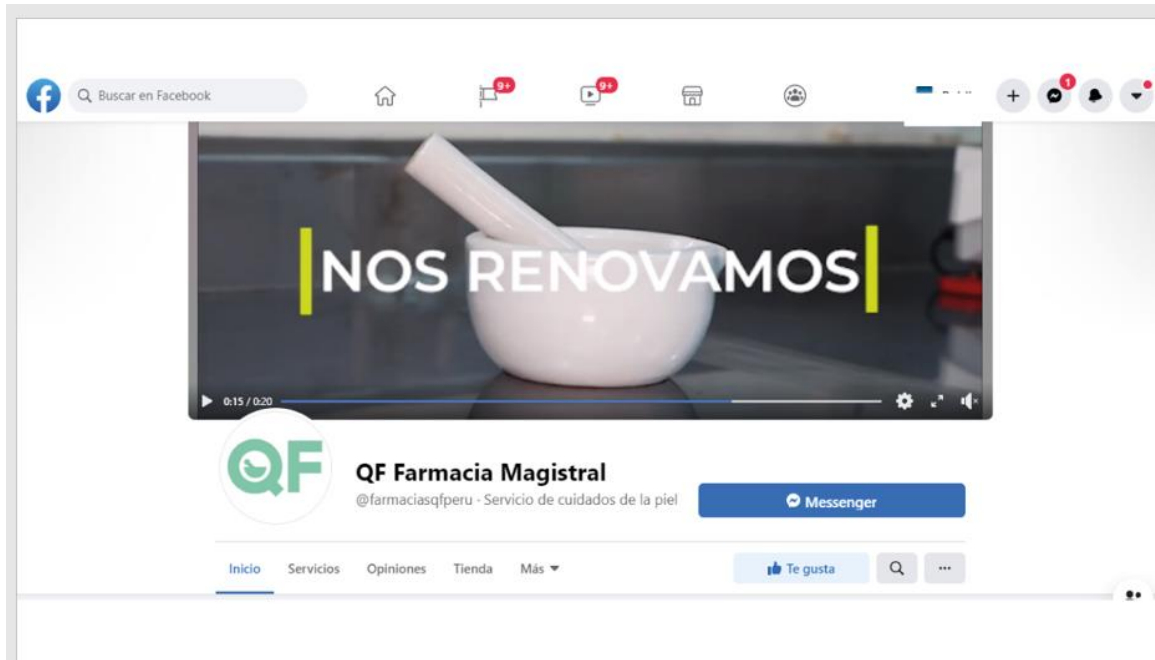 Buscar en Facebook
9+
9+
1
NOS RENOVAMOS
0:15 / 0:20
QF
QF Farmacia Magistral
@farmaciasqfperu · Servicio de cuidados de la piel
Messenger
Inicio Servicios Opiniones Tienda Más
Te gusta